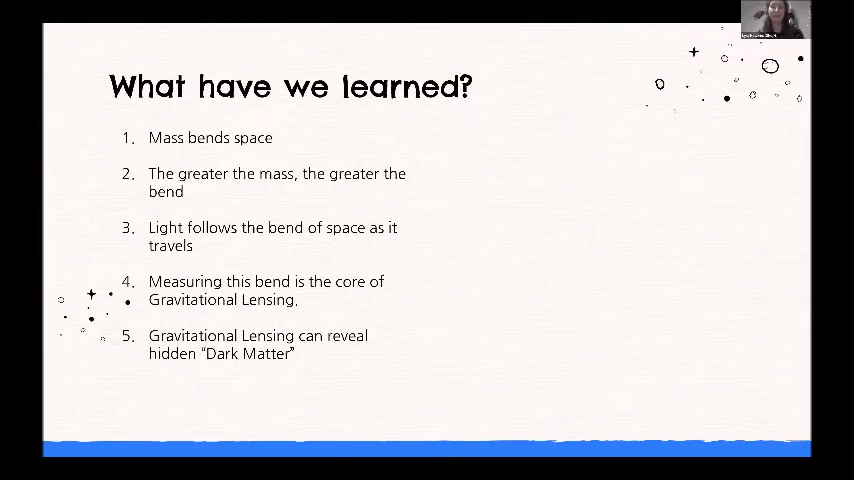 What have we learned?
1. Mass bends space
2. The greater the mass, the greater the
bend
3. Light follows the bend of space as it
travels
4. Measuring this bend is the core of
Gravitational Lensing.
5. Gravitational Lensing can reveal
hidden “Dark Matter”